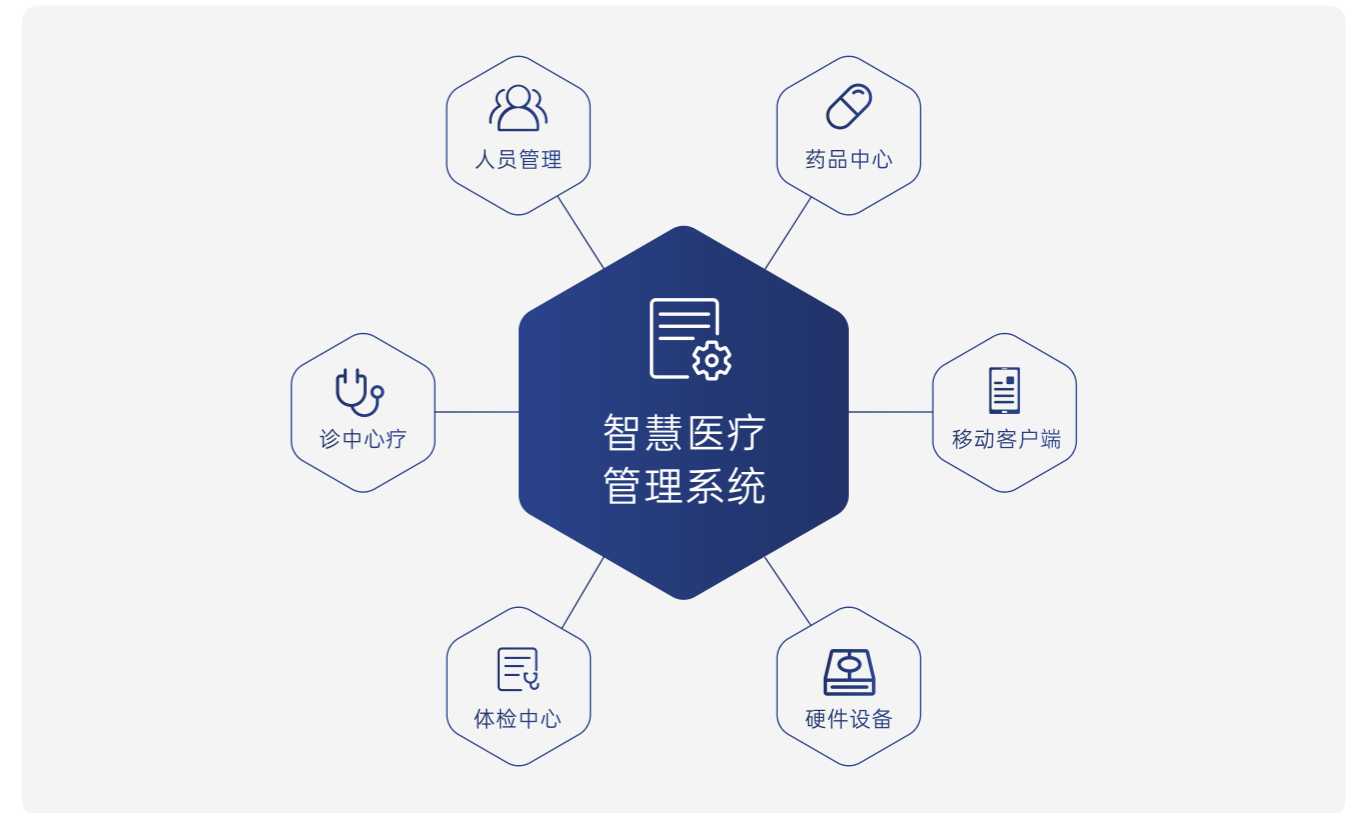 人员管理
药品中心
智慧医疗
管理系统
诊中心疗
移动客户端
体检中心
硬件设备